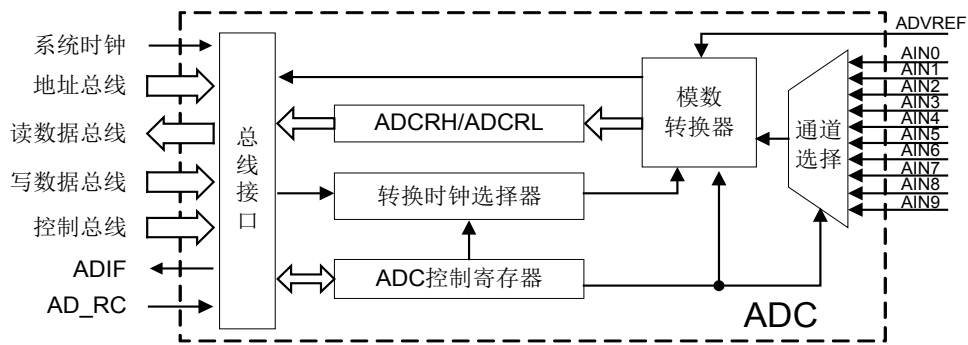 系统时钟
地址总线
读数据总线
写数据总线
控制总线
ADIF
AD_RC
总线接口
ADCRH/ADCRL
转换时钟选择器
ADC控制寄存器
模数
转换器
通道
选择
ADVREF
AIN0
AIN1
AIN2
AIN3
AIN4
AIN5
AIN6
AIN7
AIN8
AIN9
ADC